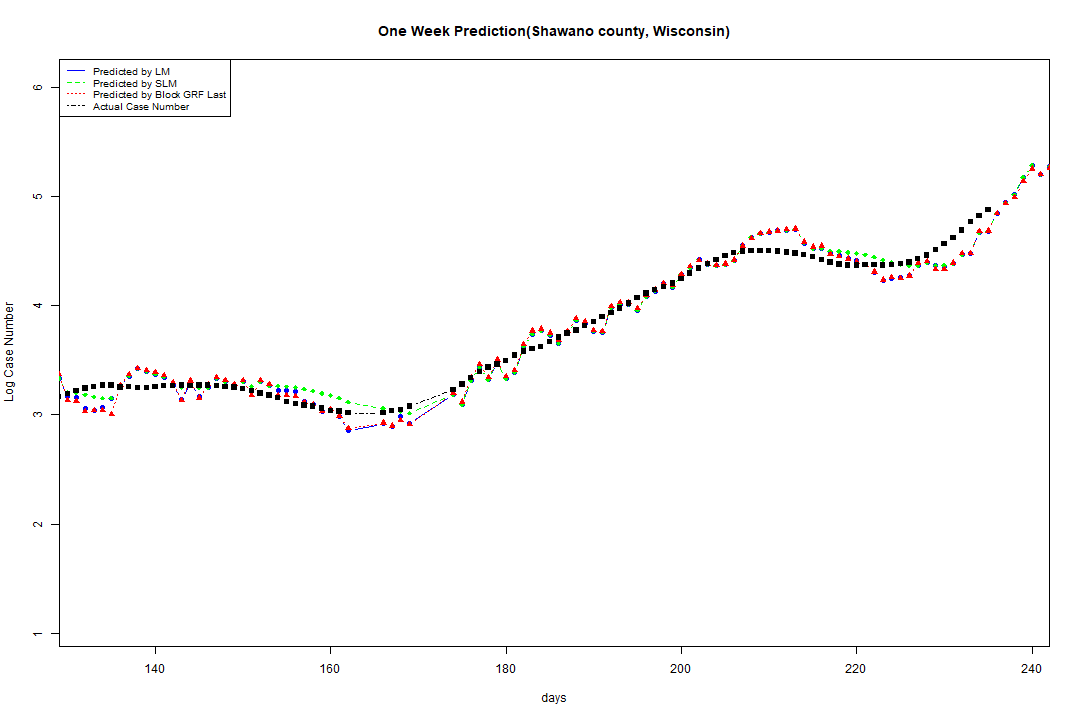 One Week Prediction(Shawano county, Wisconsin)
Predicted by LM
Predicted by SLM
Predicted by Block GRF Last
Actual Case Number
6
5
4
3
2
1
Log Case Number
140 160 180 200 220 240
days